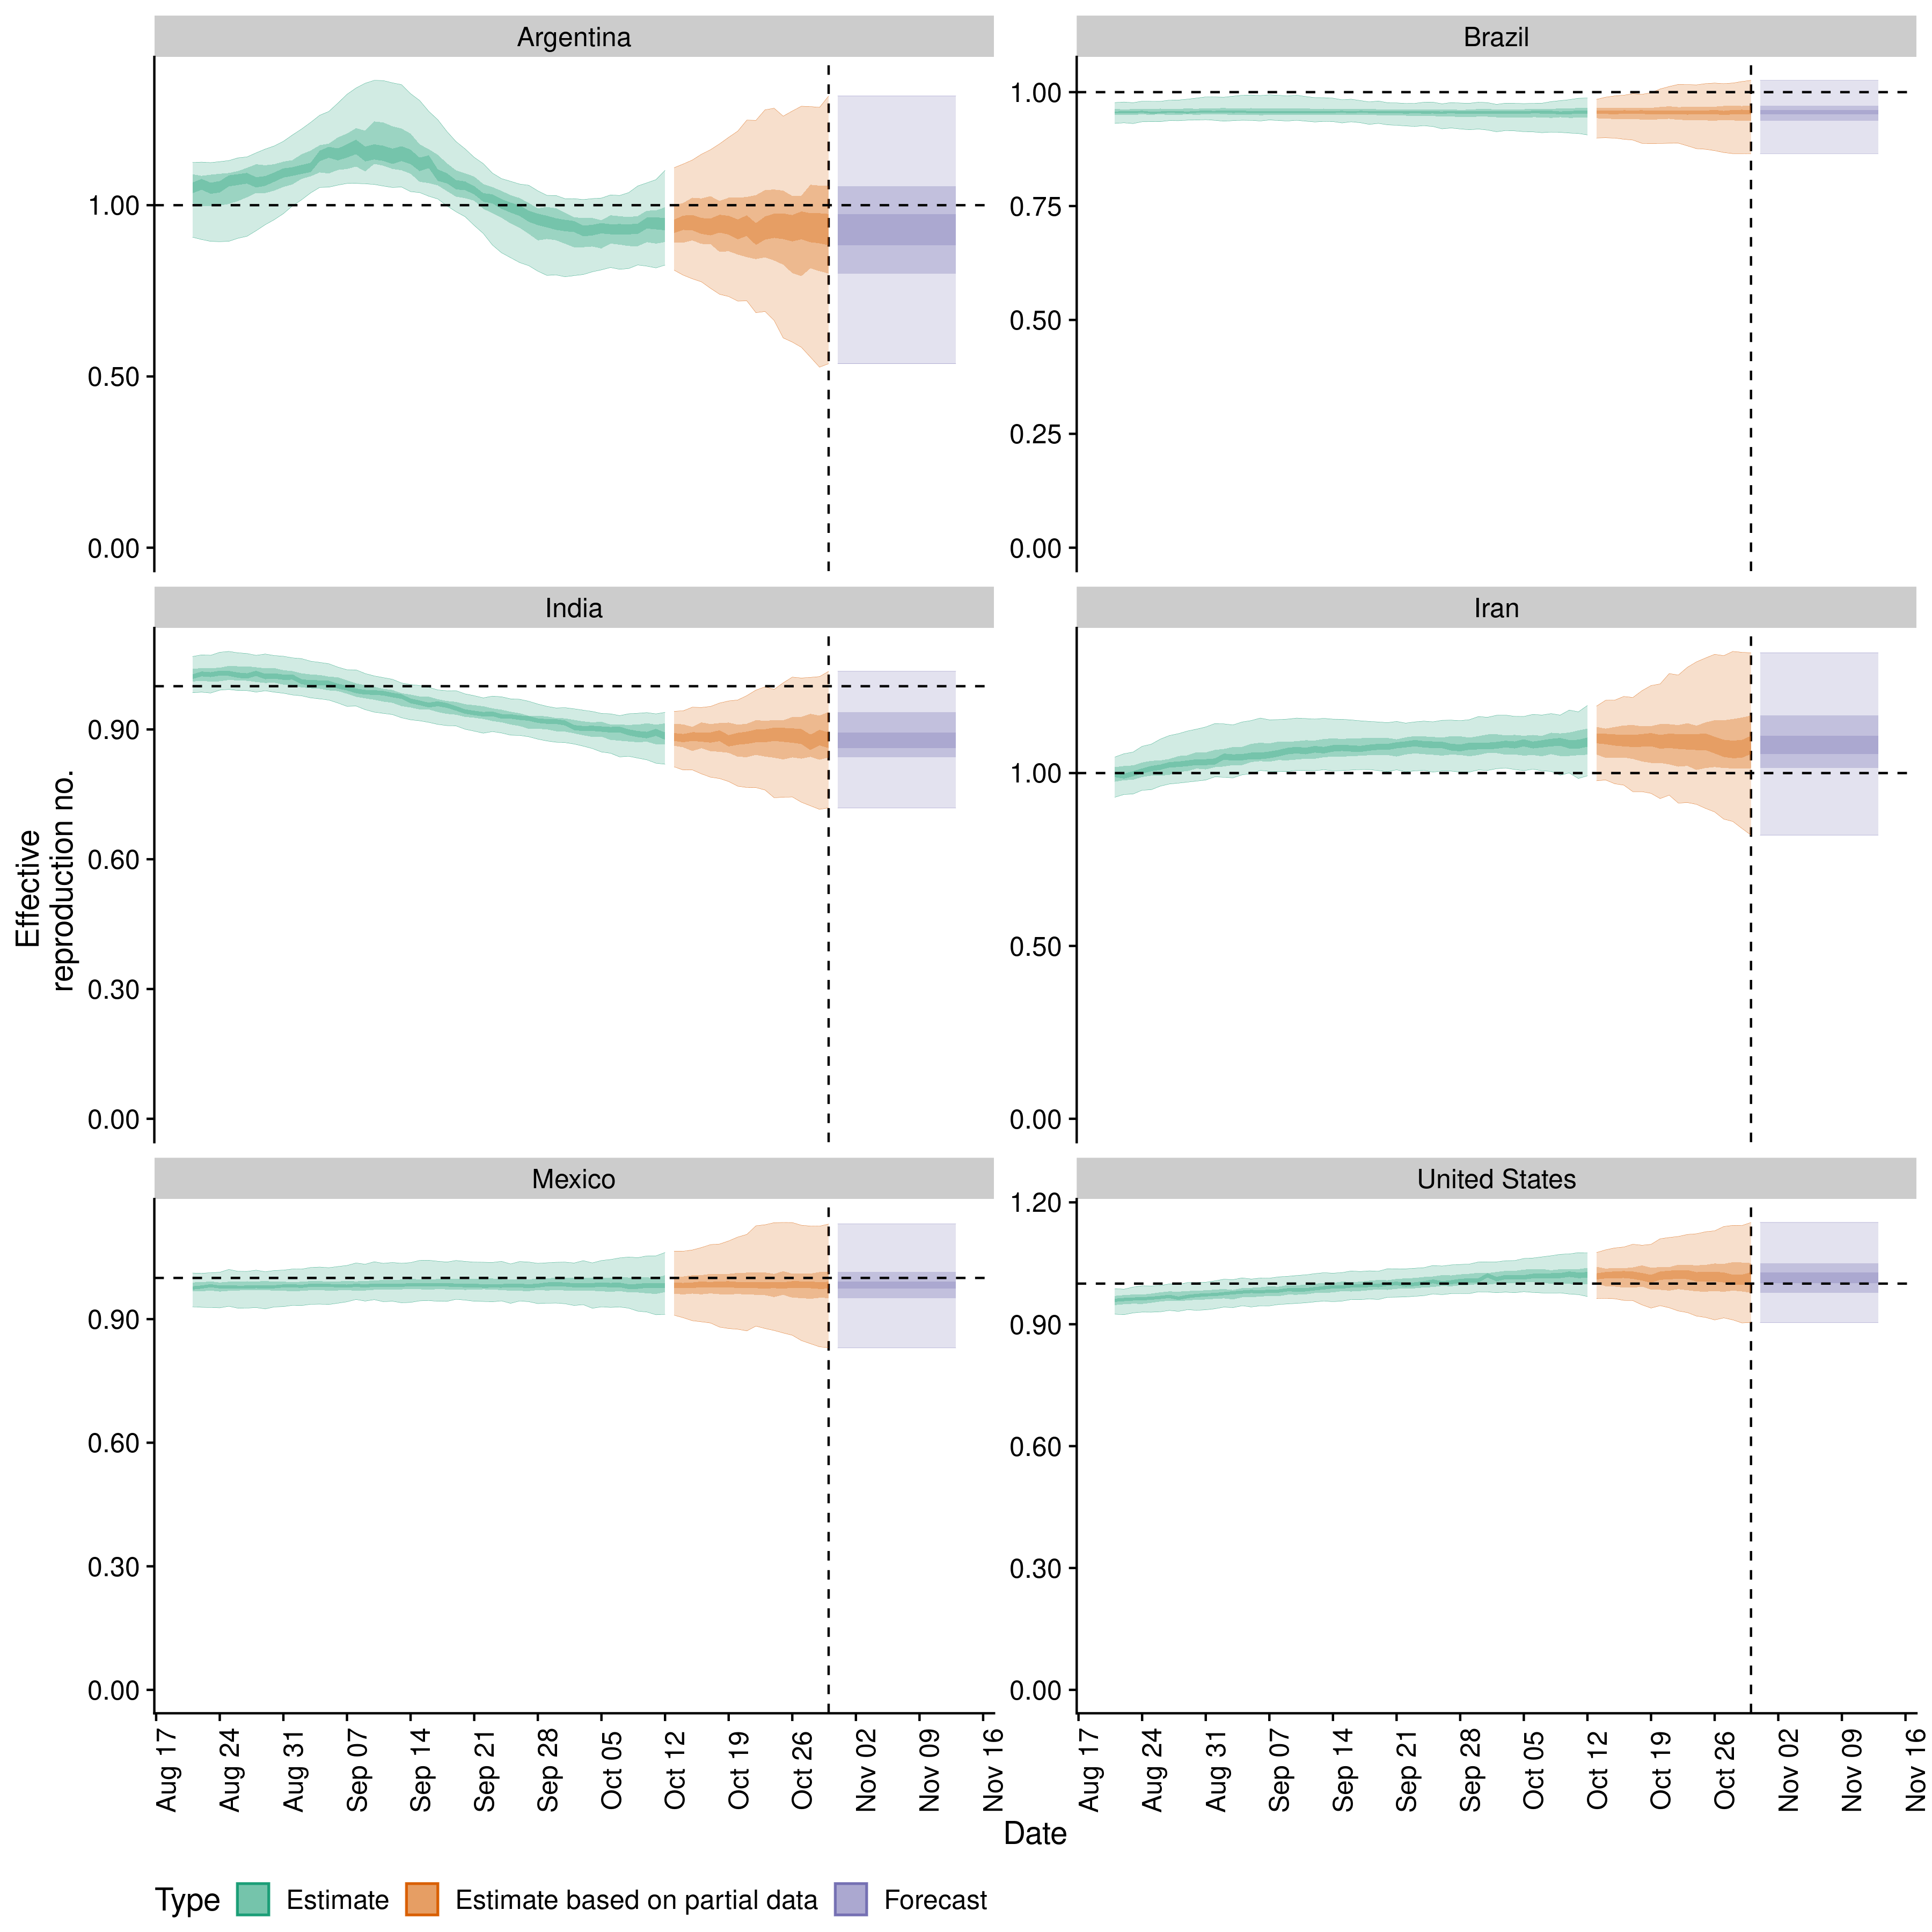 Argentina
Brazil
1.00
0.50
0.00
1.00
0.75
0.50
0.25
0.00
India
Iran
0.90
0.60
0.30
0.00
1.00
0.50
0.00
Effective
reproduction no.
Mexico
United States
0.90
0.60
0.30
0.00
1.20
0.90
0.60
0.30
0.00
Aug 17
Aug 24
Aug 31
Sep 07
Sep 14
Sep 21
Sep 28
Oct 05
Oct 12
Oct 19
Oct 26
Nov 02
Nov 09
Nov 16
Aug 17
Aug 24
Aug 31
Sep 07
Sep 14
Sep 21
Sep 28
Oct 05
Oct 12
Oct 19
Oct 26
Nov 02
Nov 09
Nov 16
Date
Type Estimate Estimate based on partial data Forecast